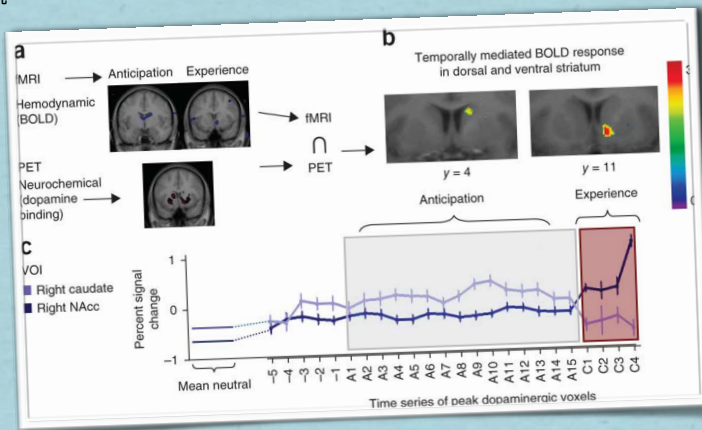 a
fMRI
Anticipation Experience
Hemodynamic
(BOLD)
fMRI
∩
PET
PET
Neurochemical
(dopamine
binding)
b
Temporally mediated BOLD response
in dorsal and ventral striatum
y = 4
y = 11
3
0
c
VOI
Right caudate
Right NAcc
Anticipation
Experience
Percent signal
change
1
0
−1
Mean neutral
−5 −4 −3 −2 −1 A1 A2 A3 A4 A5 A6 A7 A8 A9 A10 A11 A12 A13 A14 A15 C1 C2 C3 C4
Time series of peak dopaminergic voxels